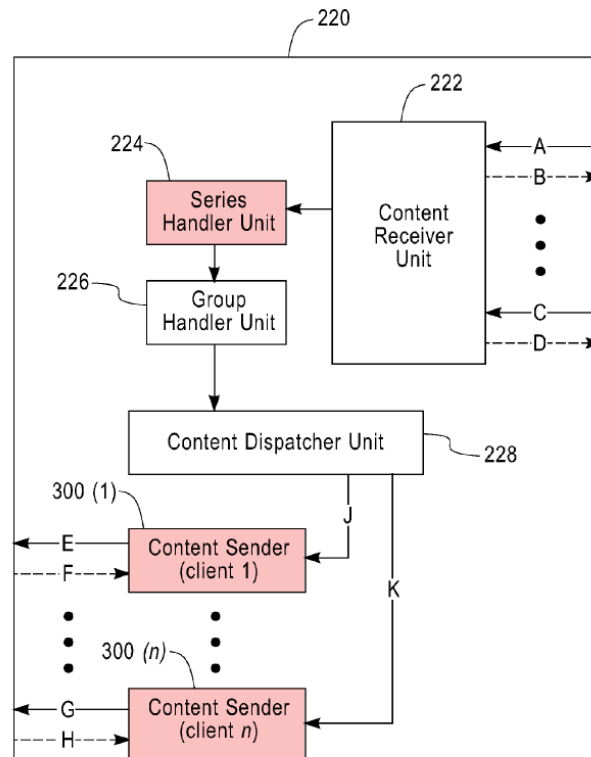 220
222
224
A
Series
Handler Unit
B
Content
Receiver
Unit
226
Group
Handler Unit
C
D
Content Dispatcher Unit
228
300 (1)
J
E
Content Sender
(client 1)
F
K
300 (n)
G
Content Sender
(client n)
H